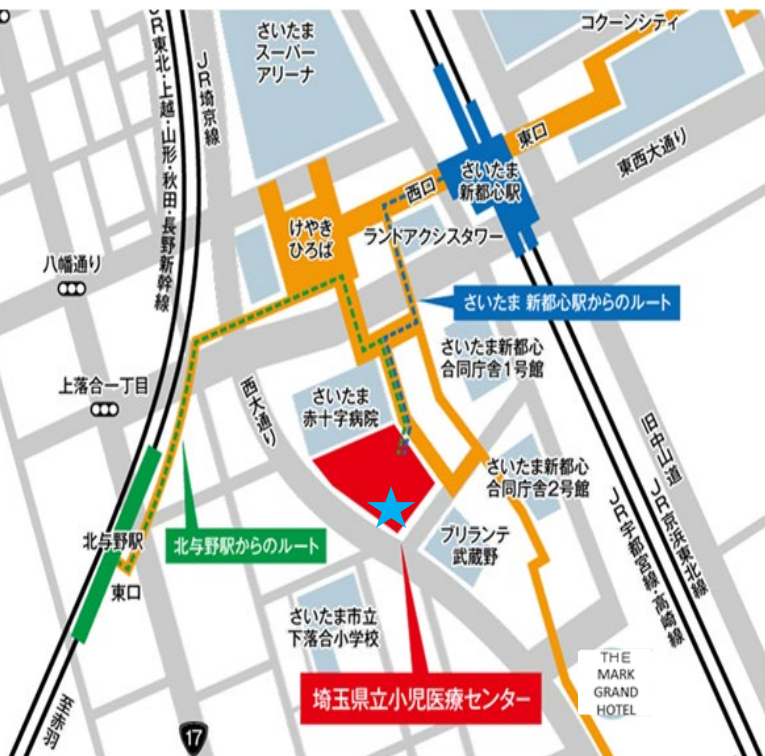 コクーンシティ
さいたま
スーパー
アリーナ
JR東北・上越・山形・秋田・長野新幹線
JR埼京線
東口
さいたま
新都心駅
東西大通り
西口
けやき
ひろば
ランドアクシスタワー
八幡通り
さいたま 新都心駅からのルート
さいたま新都心
合同庁舎1号館
上落合一丁目
西大通り
さいたま
赤十字病院
旧中山道
さいたま新都心
合同庁舎2号館
北与野駅
北与野駅からのルート
ブリランテ
武蔵野
JR京浜東北線
JR宇都宮線・高崎線
東口
さいたま市立
下落合小学校
THE
MARK
GRAND
HOTEL
埼玉県立小児医療センター
至赤羽
17